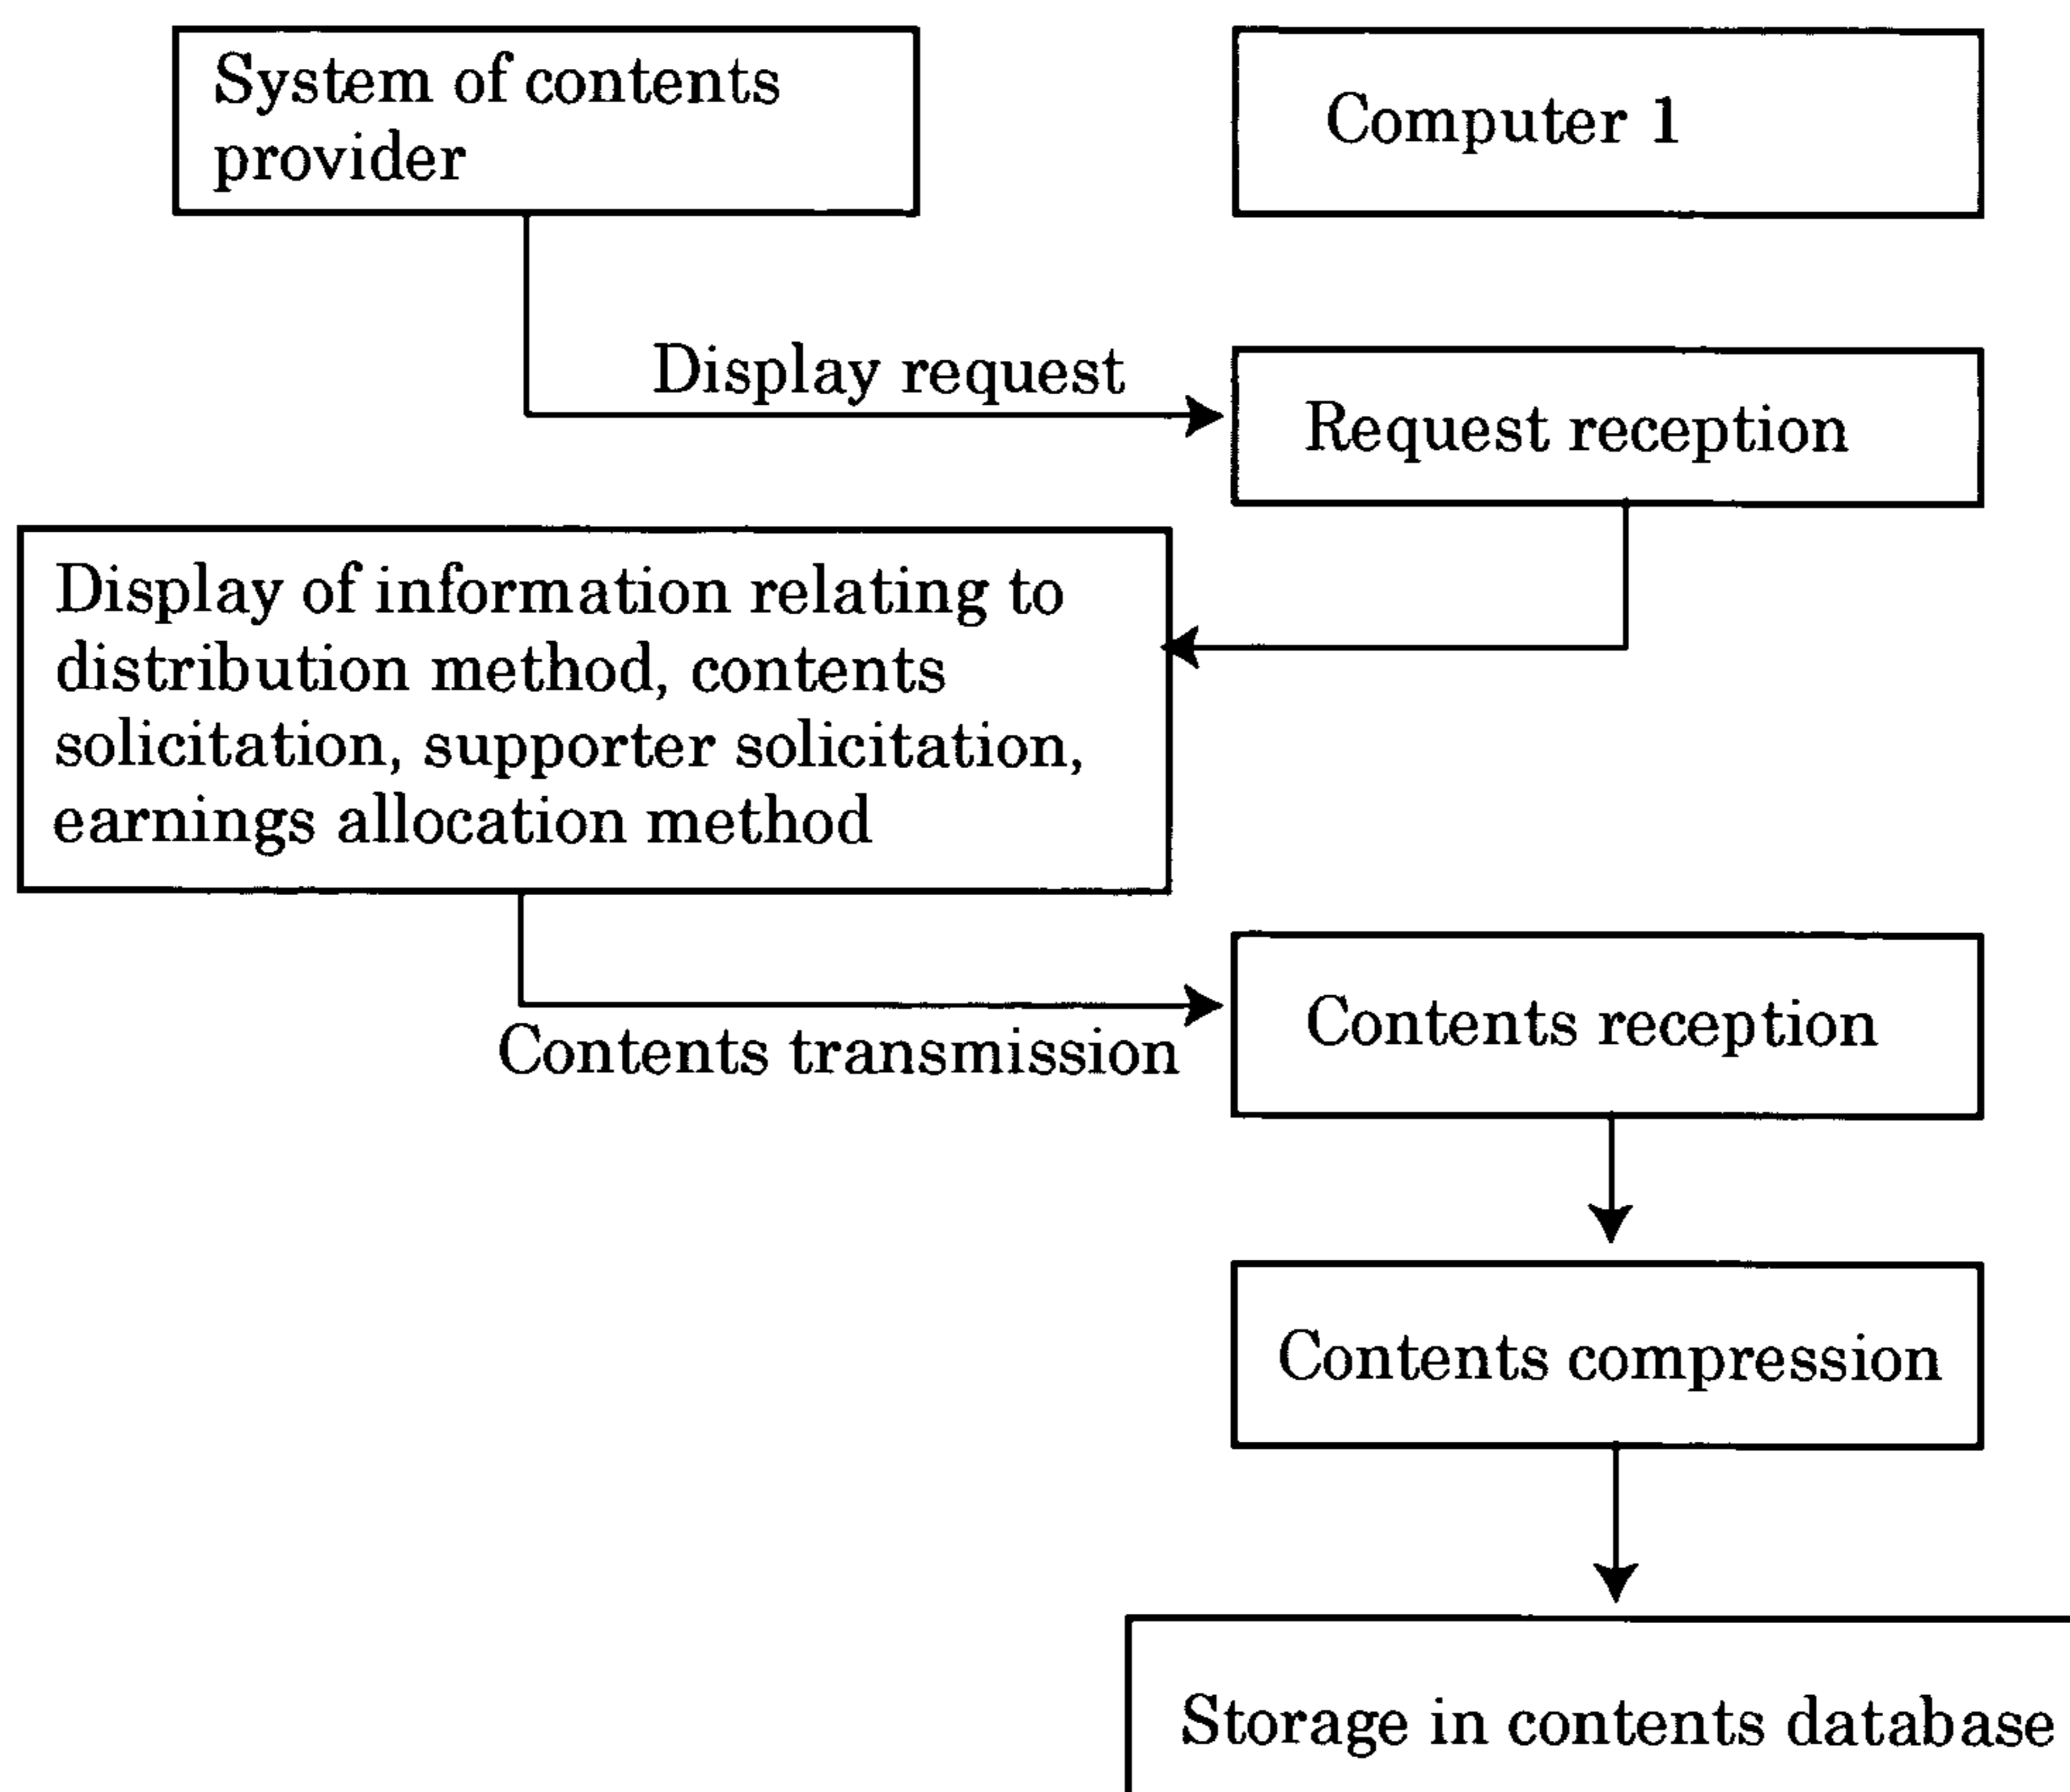 System of contents
provider
Computer 1
Display request
Request reception
Display of information relating to
distribution method, contents
solicitation, supporter solicitation,
earnings allocation method
Contents transmission
Contents reception
Contents compression
Storage in contents database